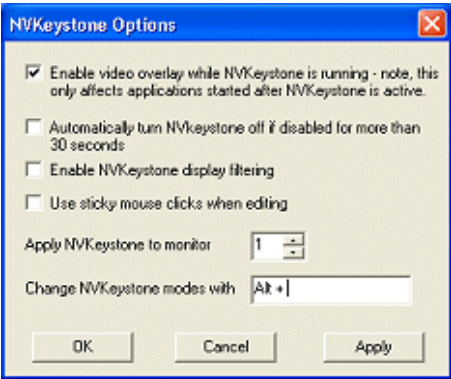 NVKeystone Options
Enable video overlay while NVKeystone is running - note, this
only affects applications started after NVKeystone is active.
Automatically turn NVkeystone off if disabled for more than
30 seconds
Enable NVKeystone display filtering
Use sticky mouse clicks when editing
Apply NVKeystone to monitor 1
Change NVKeystone modes with Alt +
OK Cancel Apply